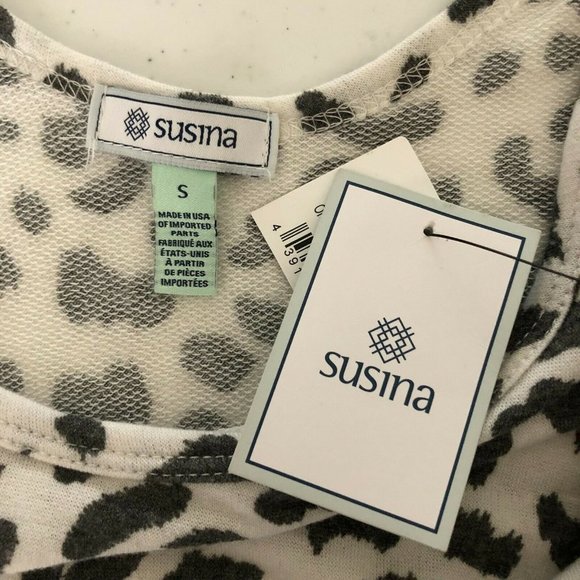 susina
S
MADE IN USA
OF IMPORTED
PARTS
FABRIQUÉ AUX
ÉTATS-UNIS
À PARTIR
DE PIÈCES
IMPORTÉES
susina